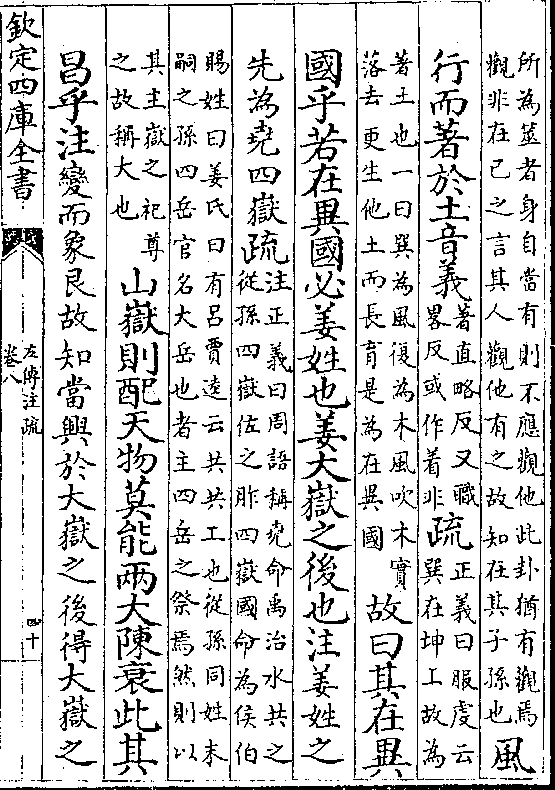 所為筮者身自當有則不應觀他此卦猶有觀焉
觀非在己之言其人觀他有之故知在其子孫也
風
行而著於土音義
著直略反又職
畧反或作着非
疏
正義曰服虔云
巽在坤上故為
著土也一曰巽為風復為木風吹木實
落去更生他土而長育是為在異國
故曰其在異
國乎若在異國必姜姓也姜大嶽之後也注姜姓之
先為堯四嶽疏
注正義曰周語稱堯命禹治水共之
從孫四嶽佐之胙四嶽國命為侯伯
賜姓曰姜氏曰有呂賈逵云共共工也從孫同姓末
嗣之孫四岳官名大岳也者主四岳之祭焉然則以
其主嶽之祀尊
之故稱大也
山嶽則配天物莫能兩大陳衰此其
昌乎注變而象艮故知當興於大嶽之後得大嶽之
欽定四庫全書
左傳注疏
卷八
四十